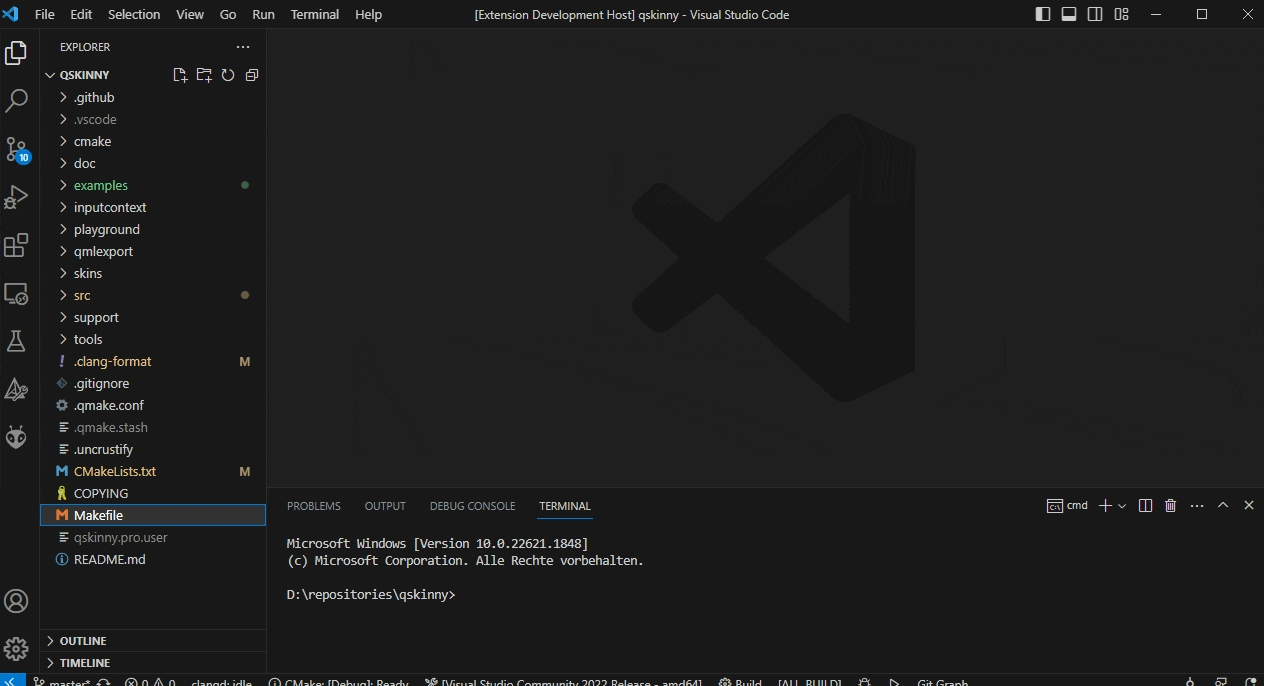 File Edit Selection View Go Run Terminal Help [Extension Development Host] qskinny - Visual Studio Code
EXPLORER
QSKINNY
.github
.vscode
cmake
doc
examples
inputcontext
playground
qmlexport
skins
src
support
tools
.clang-format M
.gitignore
.qmake.conf
.qmake.stash
.uncrustify
CMakeLists.txt M
COPYING
Makefile
qskinny.pro.user
README.md
OUTLINE
TIMELINE
10
PROBLEMS OUTPUT DEBUG CONSOLE TERMINAL cmd
Microsoft Windows [Version 10.0.22621.1848]
(c) Microsoft Corporation. Alle Rechte vorbehalten.
D:\repositories\qskinny>
master* 0 0 clangd: idle CMake: [Debug]: Ready [Visual Studio Community 2022 Release - amd64] Build [ALL_BUILD] Git Graph